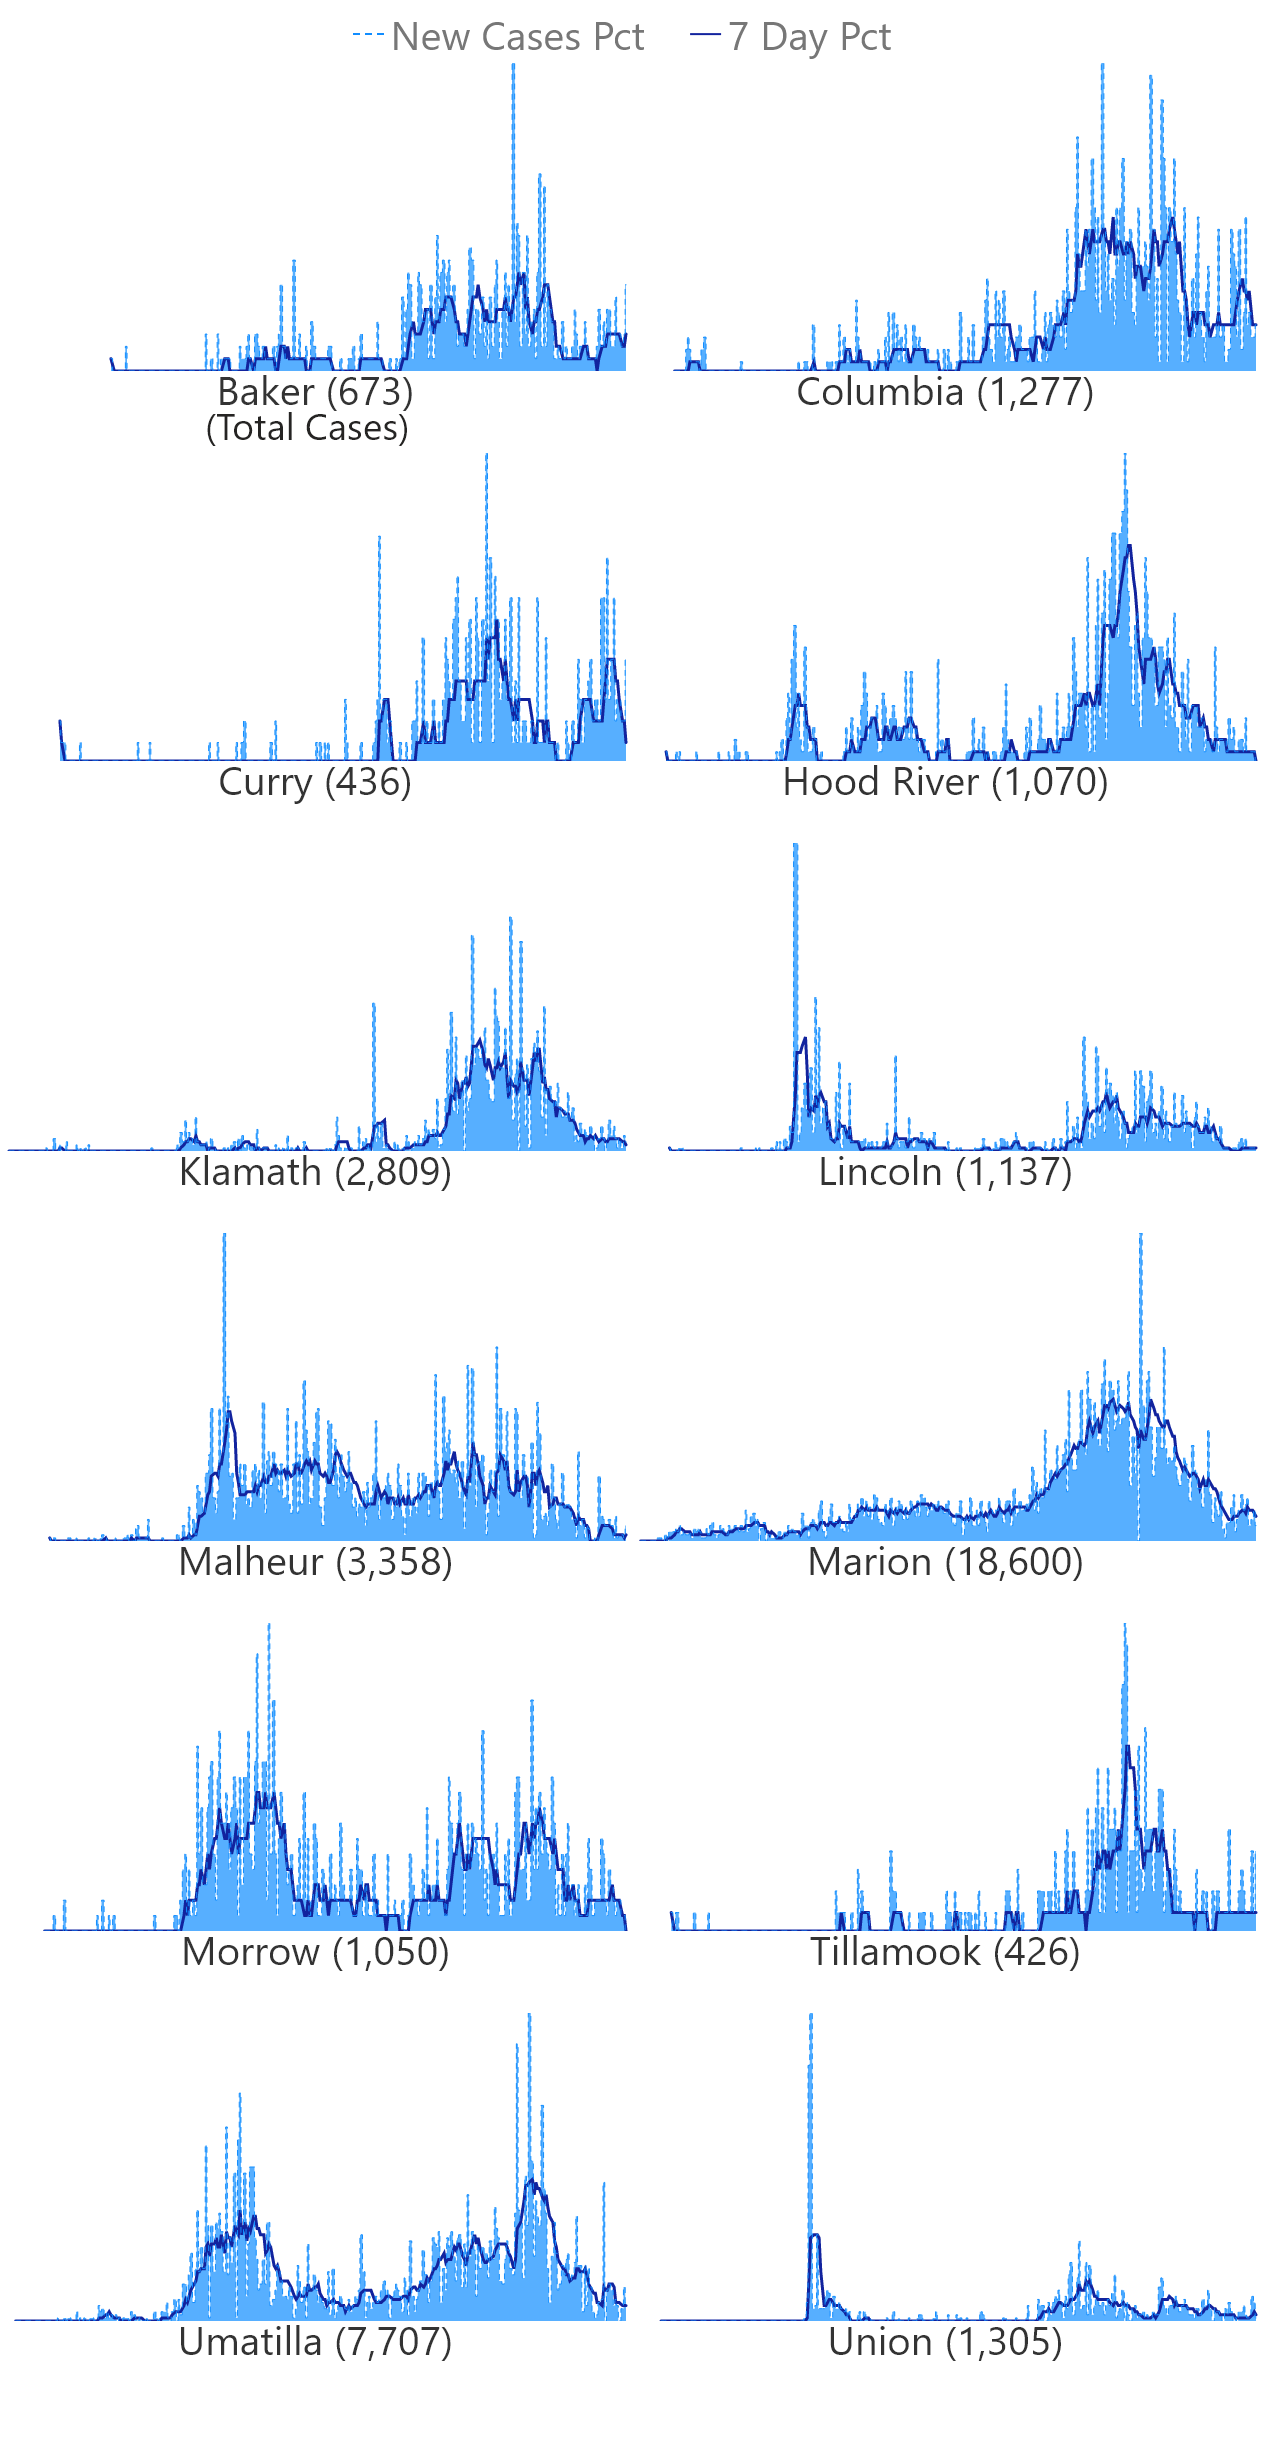 New Cases Pct 7 Day Pct
Baker (673) Columbia (1,277)
(Total Cases)
Curry (436) Hood River (1,070)
Klamath (2,809) Lincoln (1,137)
Malheur (3,358) Marion (18,600)
Morrow (1,050) Tillamook (426)
Umatilla (7,707) Union (1,305)